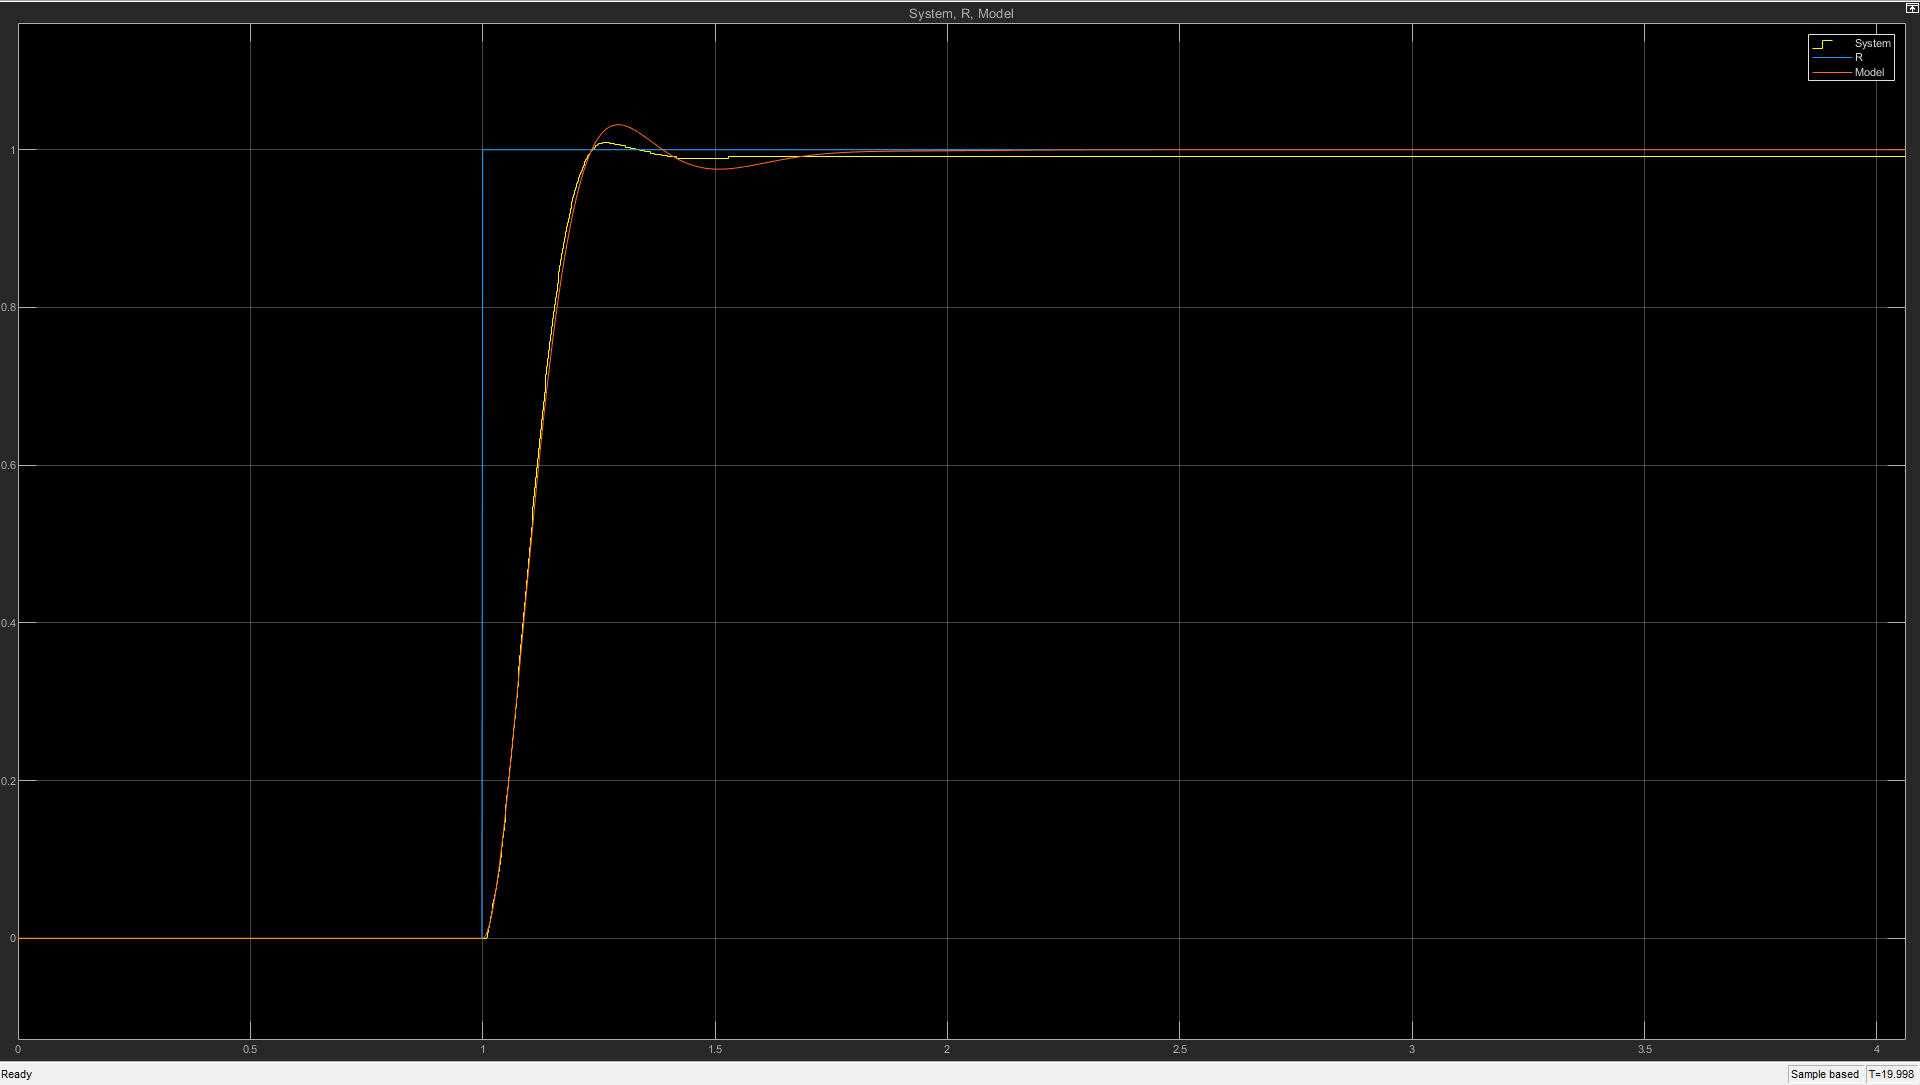 System, R, Model
System
R
Model
1
0.8
0.6
0.4
0.2
0
0 0.5 1 1.5 2 2.5 3 3.5 4
Ready Sample based T=19.998